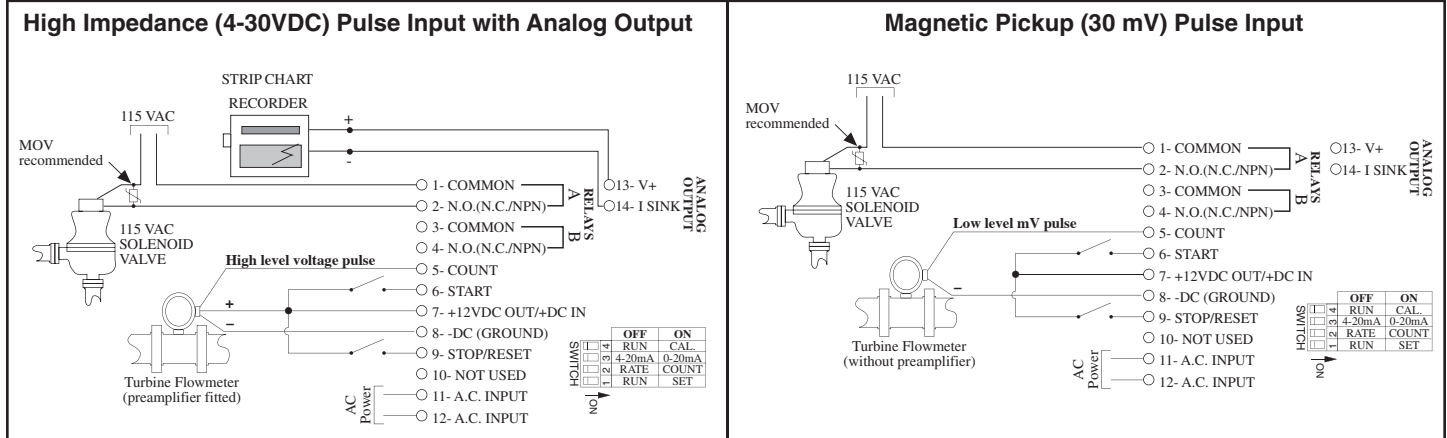 High Impedance (4-30VDC) Pulse Input with Analog Output
STRIP CHART
RECORDER
115 VAC
MOV
recommended
+
-
115 VAC
SOLENOID
VALVE
1- COMMON
2- N.O.(N.C./NPN)
3- COMMON
4- N.O.(N.C./NPN)
5- COUNT
6- START
7- +12VDC OUT/+DC IN
8- -DC (GROUND)
9- STOP/RESET
10- NOT USED
11- A.C. INPUT
12- A.C. INPUT
A
B
RELAYS
13- V+
14- I SINK
ANALOG
OUTPUT
High level voltage pulse
+
–
Turbine Flowmeter
(preamplifier fitted)
AC
Power
SWITCH
OFF ON
4 RUN CAL.
3 4-20mA 0-20mA
2 RATE COUNT
1 RUN SET
ON
Magnetic Pickup (30 mV) Pulse Input
115 VAC
MOV
recommended
115 VAC
SOLENOID
VALVE
1- COMMON
2- N.O.(N.C./NPN)
3- COMMON
4- N.O.(N.C./NPN)
5- COUNT
6- START
7- +12VDC OUT/+DC IN
8- -DC (GROUND)
9- STOP/RESET
10- NOT USED
11- A.C. INPUT
12- A.C. INPUT
A
B
RELAYS
13- V+
14- I SINK
ANALOG
OUTPUT
Low level mV pulse
–
Turbine Flowmeter
(without preamplifier)
AC
Power
SWITCH
OFF ON
4 RUN CAL.
3 4-20mA 0-20mA
2 RATE COUNT
1 RUN SET
ON